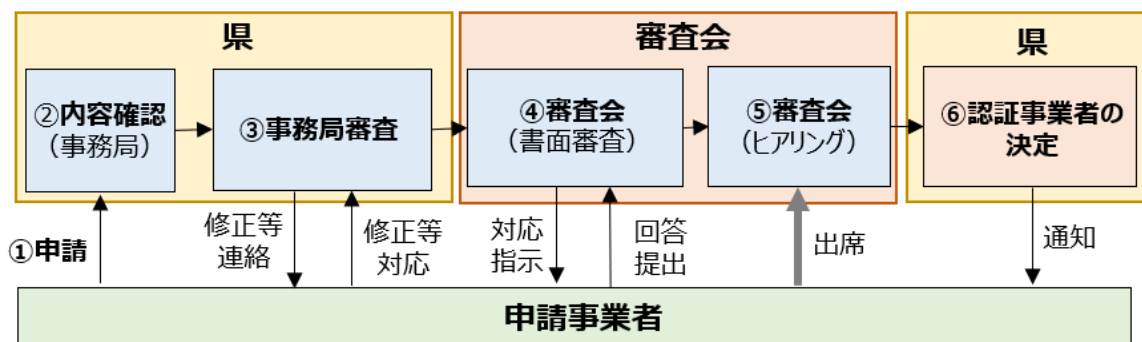 県
審査会
県
②内容確認
（事務局）
③事務局審査
④審査会
（書面審査）
⑤審査会
（ヒアリング）
⑥認証事業者の
決定
①申請
修正等
連絡
修正等
対応
対応
指示
回答
提出
出席
通知
申請事業者